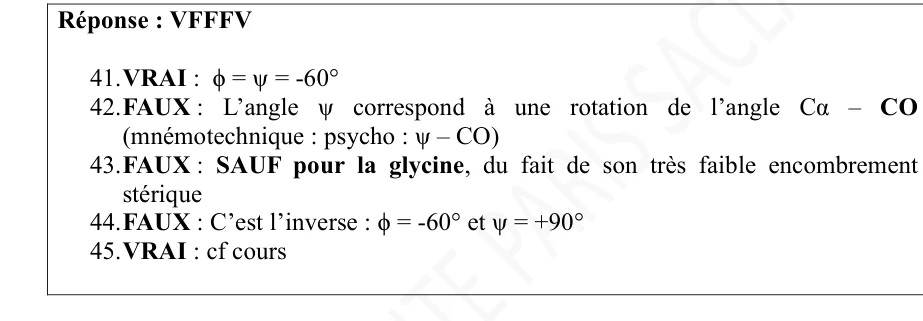 Réponse : VFFFV
41.VRAI : ϕ = ψ = -60°
42.FAUX : L'angle ψ correspond à une rotation de l'angle Cα – CO
(mnémotechnique : psycho : ψ – CO)
43.FAUX : SAUF pour la glycine, du fait de son très faible encombrement
stérique
44.FAUX : C'est l'inverse : ϕ = -60° et ψ = +90°
45.VRAI : cf cours
PARIS SACLA